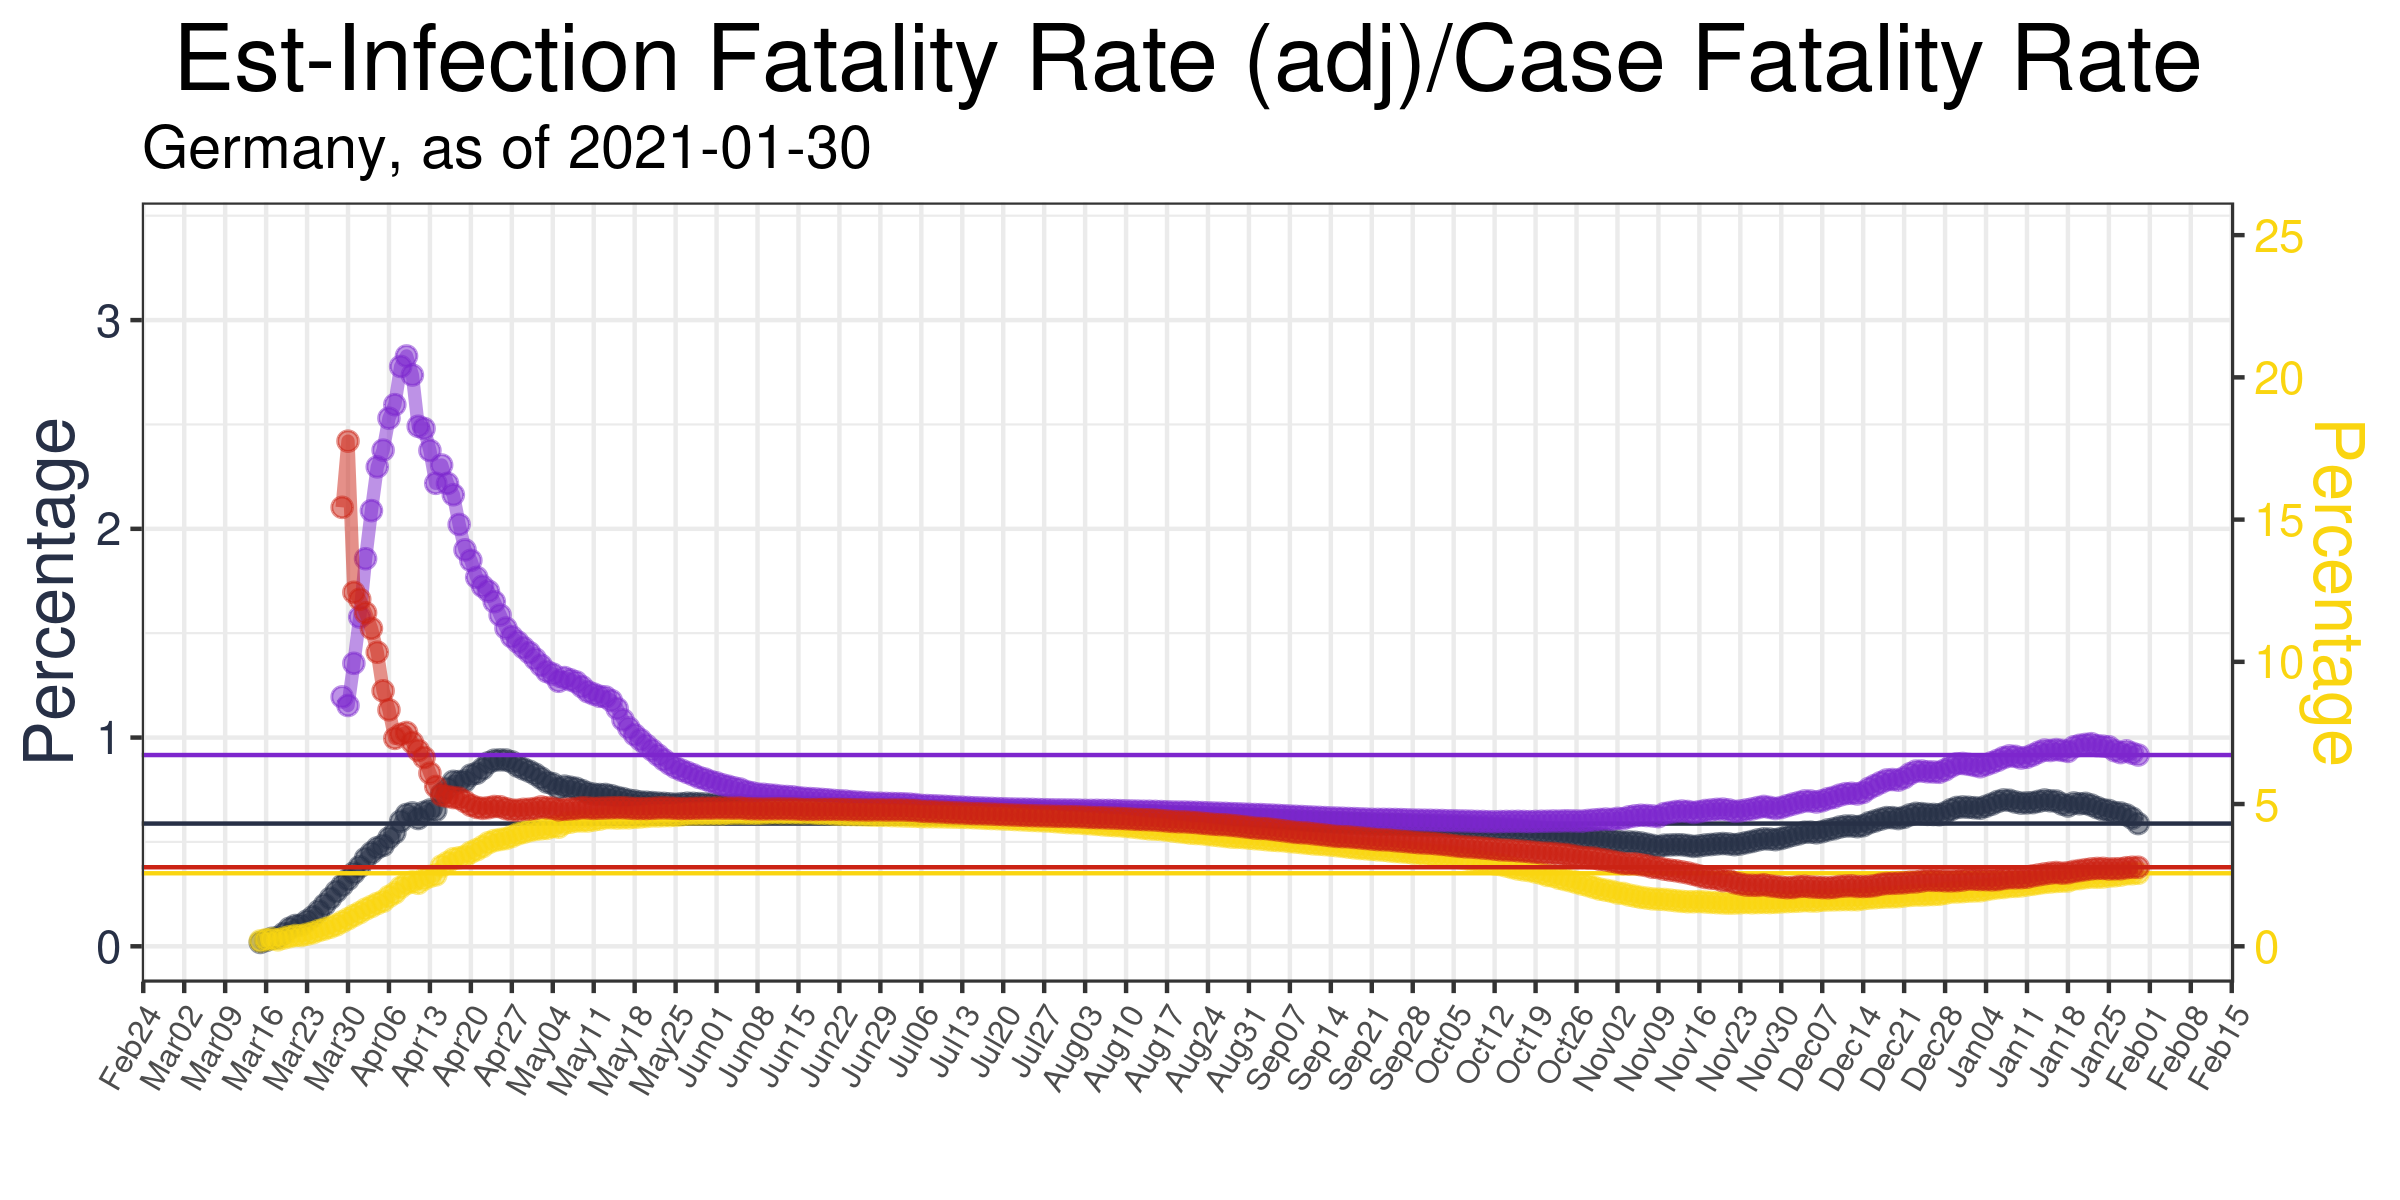 Est-Infection Fatality Rate (adj)/Case Fatality Rate
Germany, as of 2021-01-30
Percentage
3
2
1
0
25
20
15
10
5
0
Percentage
Feb24
Mar02
Mar09
Mar16
Mar23
Mar30
Apr06
Apr13
Apr20
Apr27
May04
May11
May18
May25
Jun01
Jun08
Jun15
Jun22
Jun29
Jul06
Jul13
Jul20
Jul27
Aug03
Aug10
Aug17
Aug24
Aug31
Sep07
Sep14
Sep21
Sep28
Oct05
Oct12
Oct19
Oct26
Nov02
Nov09
Nov16
Nov23
Nov30
Dec07
Dec14
Dec21
Dec28
Jan04
Jan11
Jan18
Jan25
Feb01
Feb08
Feb15